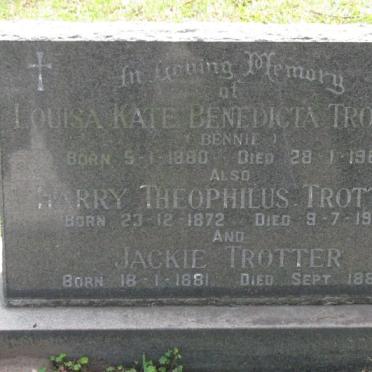 In Loving Memory
of
LOUISA KATE BENEDICTA TRO
( BENNIE )
BORN 5-1-1880 DIED 28-1-19
ALSO
HARRY THEOPHILUS TROTT
BORN 23-12-1872 DIED 9-7-19
AND
JACKIE TROTTER
BORN 18-1-1881 DIED SEPT 188